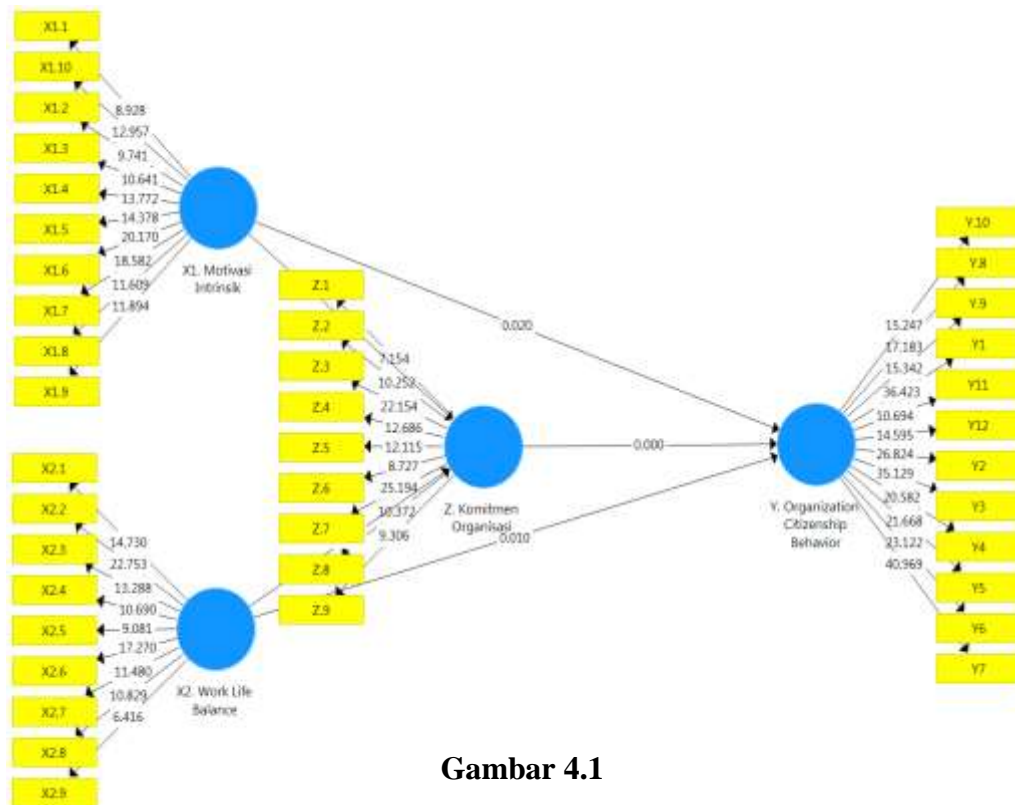 X1.1
X1.10
X1.2
X1.3
X1.4
X1.5
X1.6
X1.7
X1.8
X1.9
8.928
12.957
9.741
10.641
13.772
14.378
20.170
18.582
11.609
11.894
X1. Motivasi
Intrinsik
X2.1
X2.2
X2.3
X2.4
X2.5
X2.6
X2.7
X2.8
X2.9
14.730
22.753
13.288
10.690
9.081
17.270
11.480
10.829
6.416
X2. Work Life
Balance
Z.1
Z.2
Z.3
Z.4
Z.5
Z.6
Z.7
Z.8
Z.9
7.154
10.252
22.154
12.686
12.115
8.727
25.194
10.372
9.306
Z. Komitmen
Organisasi
0.020
0.000
0.010
Y. Organization
Citizenship
Behavior
15.247
17.183
15.342
36.423
10.694
14.595
26.824
35.129
20.582
21.668
23.122
40.969
Y.10
Y.8
Y.9
Y1
Y11
Y12
Y2
Y3
Y4
Y5
Y6
Y7
Gambar 4.1